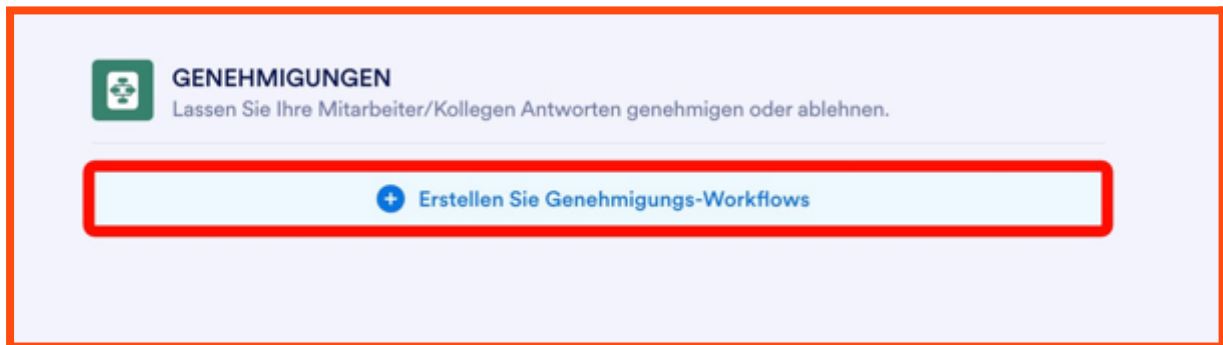 GENEHMIGUNGEN
Lassen Sie Ihre Mitarbeiter/Kollegen Antworten genehmigen oder ablehnen.
Erstellen Sie Genehmigungs-Workflows